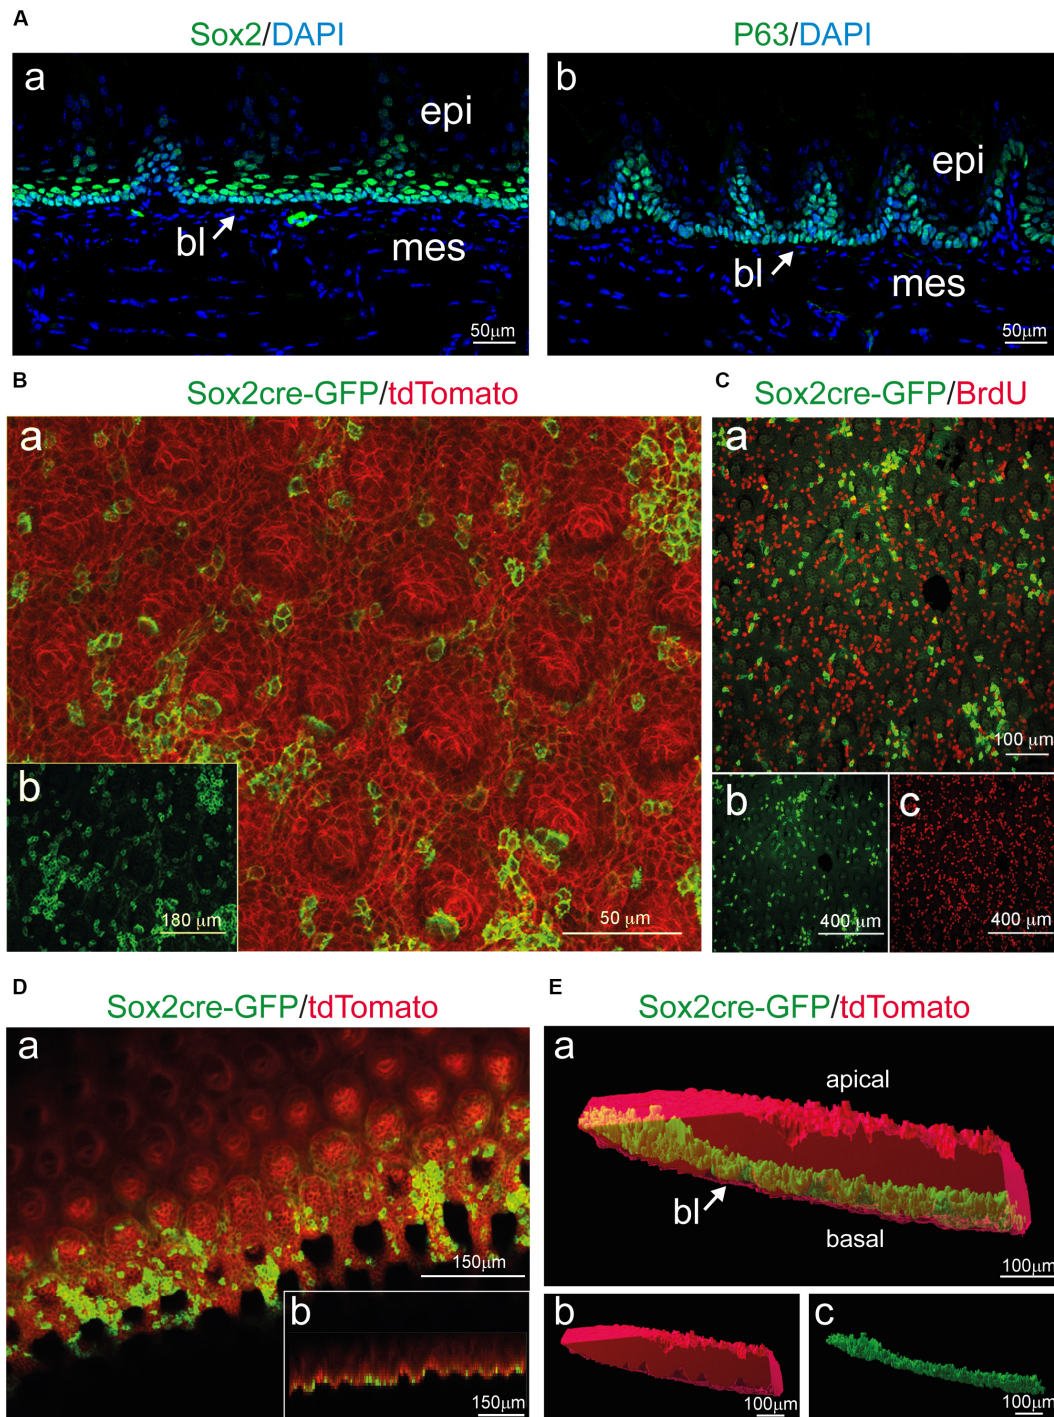 A
Sox2/DAPI
P63/DAPI
a
epi
bl
mes
50μm
b
epi
bl
mes
50μm
B
Sox2cre-GFP/tdTomato
a
b
180 μm
50 μm
C
Sox2cre-GFP/BrdU
a
100 μm
b
400 μm
c
400 μm
D
Sox2cre-GFP/tdTomato
a
150μm
b
150μm
E
Sox2cre-GFP/tdTomato
a
apical
bl
basal
100μm
b
100μm
c
100μm